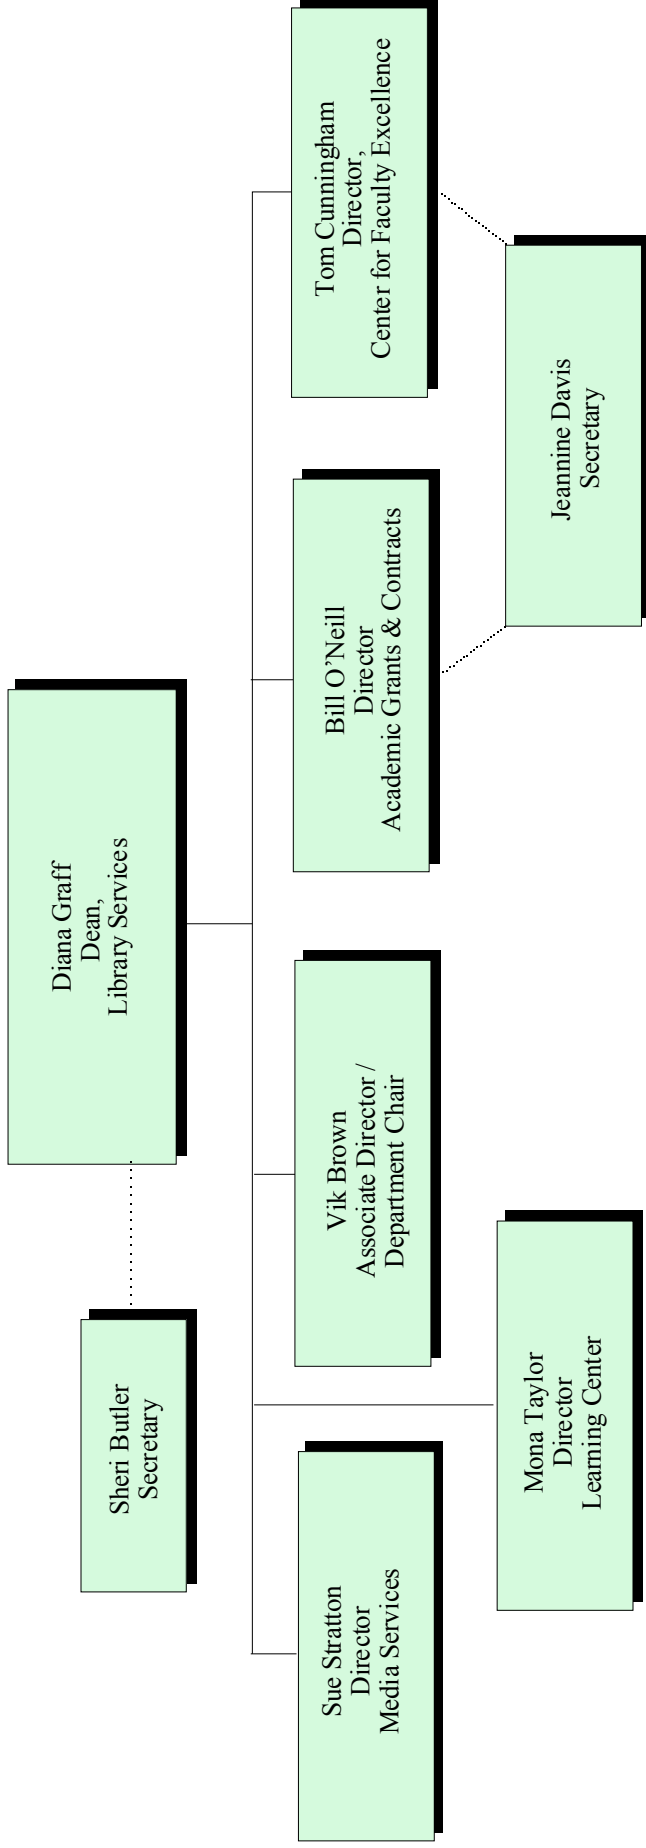 Diana Graff
Dean,
Library Services
Sheri Butler
Secretary
Sue Stratton
Director
Media Services
Vik Brown
Associate Director /
Department Chair
Bill O’Neill
Director
Academic Grants & Contracts
Tom Cunningham
Director,
Center for Faculty Excellence
Mona Taylor
Director
Learning Center
Jeannine Davis
Secretary